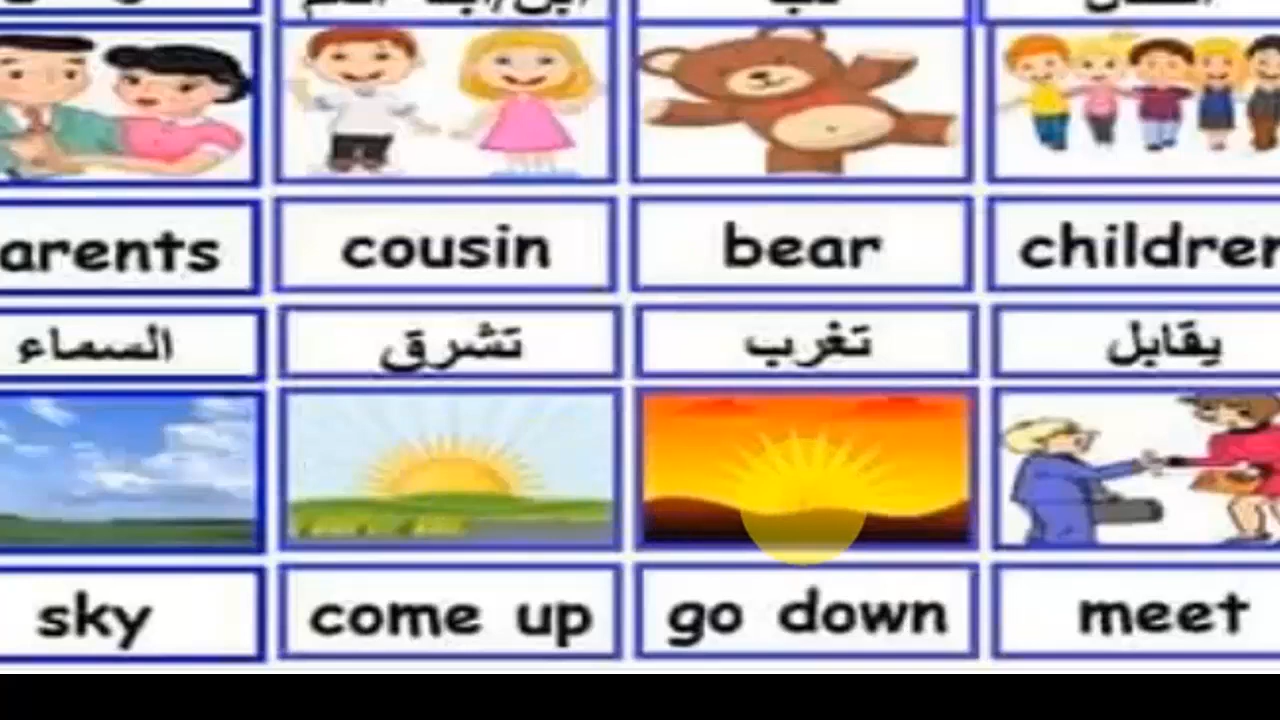 arents cousin bear childrer
السماء تشرق تغرب يقابل
sky come up go down meet